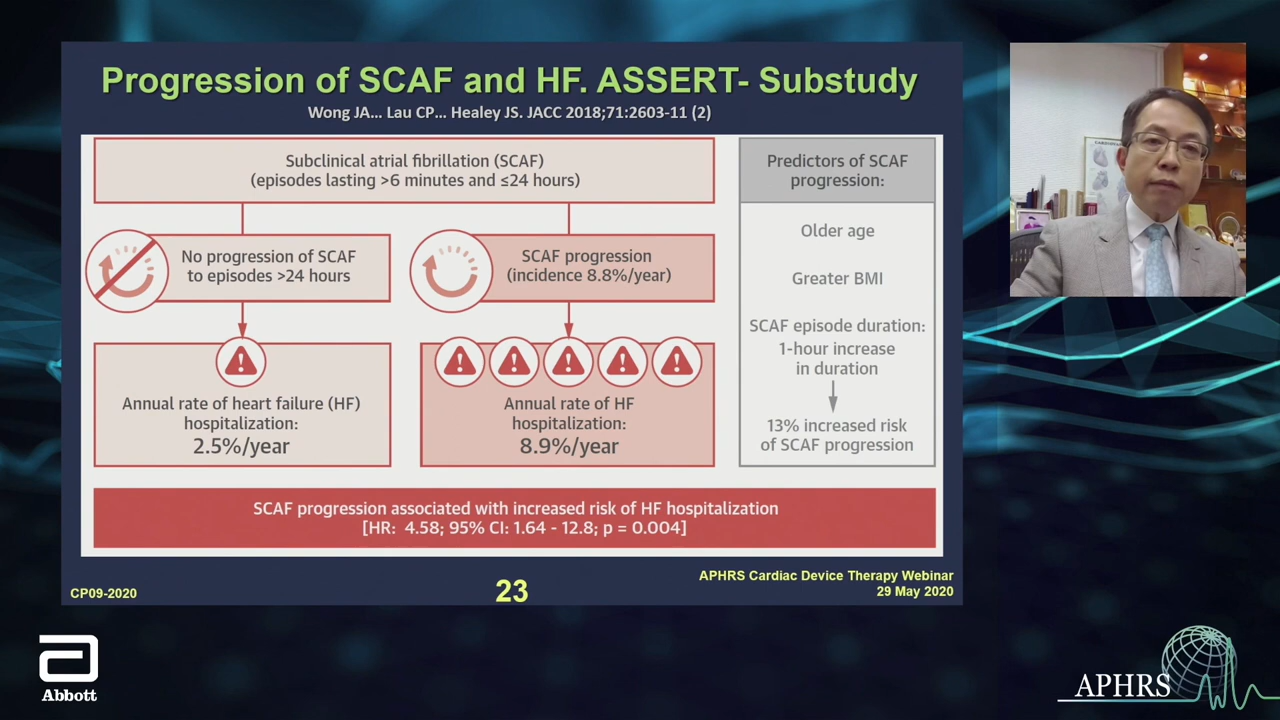 Progression of SCAF and HF. ASSERT- Substudy
Wong JA... Lau CP... Healey JS. JACC 2018;71:2603-11 (2)
Subclinical atrial fibrillation (SCAF)
(episodes lasting >6 minutes and ≤24 hours)
No progression of SCAF
to episodes >24 hours
SCAF progression
(incidence 8.8%/year)
Annual rate of heart failure (HF)
hospitalization:
2.5%/year
Annual rate of HF
hospitalization:
8.9%/year
Predictors of SCAF
progression:
Older age
Greater BMI
SCAF episode duration:
1-hour increase
in duration
13% increased risk
of SCAF progression
SCAF progression associated with increased risk of HF hospitalization
[HR: 4.58; 95% CI: 1.64 - 12.8; p = 0.004]
CP09-2020
23
APHRS Cardiac Device Therapy Webinar
29 May 2020
Abbott
APHRS